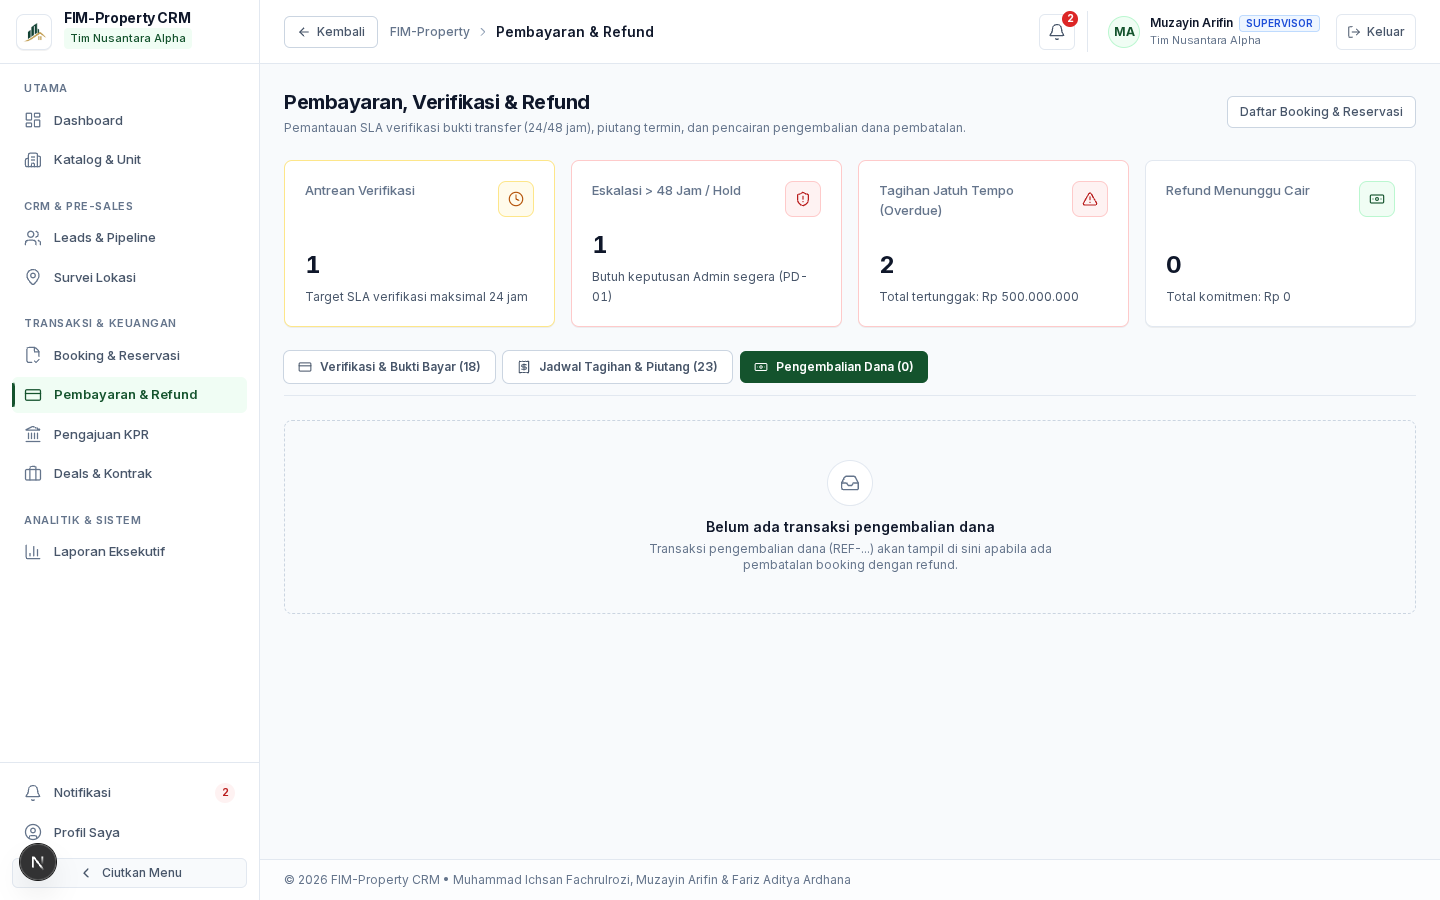 FIM-Property CRM
Tim Nusantara Alpha
UTAMA
Dashboard
Katalog & Unit
CRM & PRE-SALES
Leads & Pipeline
Survei Lokasi
TRANSAKSI & KEUANGAN
Booking & Reservasi
Pembayaran & Refund
Pengajuan KPR
Deals & Kontrak
ANALITIK & SISTEM
Laporan Eksekutif
Notifikasi 2
Profil Saya
N
Ciutkan Menu
Kembali
FIM-Property
Pembayaran & Refund
2
MA
Muzayin Arifin SUPERVISOR
Tim Nusantara Alpha
Keluar
Pembayaran, Verifikasi & Refund
Pemantauan SLA verifikasi bukti transfer (24/48 jam), piutang termin, dan pencairan pengembalian dana pembatalan.
Daftar Booking & Reservasi
Antrean Verifikasi
1
Target SLA verifikasi maksimal 24 jam
Eskalasi > 48 Jam / Hold
1
Butuh keputusan Admin segera (PD-
01)
Tagihan Jatuh Tempo
(Overdue)
2
Total tertunggak: Rp 500.000.000
Refund Menunggu Cair
0
Total komitmen: Rp 0
Verifikasi & Bukti Bayar (18)
Jadwal Tagihan & Piutang (23)
Pengembalian Dana (0)
Belum ada transaksi pengembalian dana
Transaksi pengembalian dana (REF-...) akan tampil di sini apabila ada
pembatalan booking dengan refund.
© 2026 FIM-Property CRM • Muhammad Ichsan Fachrulrozi, Muzayin Arifin & Fariz Aditya Ardhana